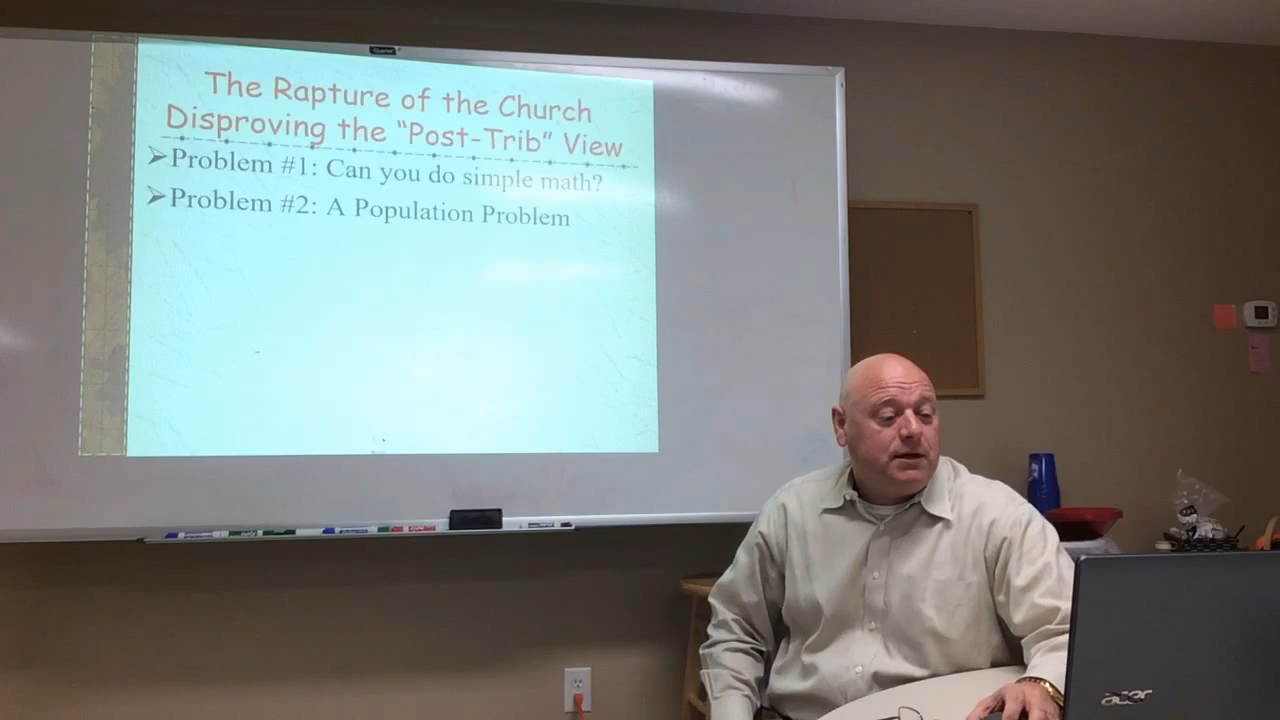 The Rapture of the Church
Disproving the “Post-Trib” View
➢Problem #1: Can you do simple math?
➢Problem #2: A Population Problem
acer